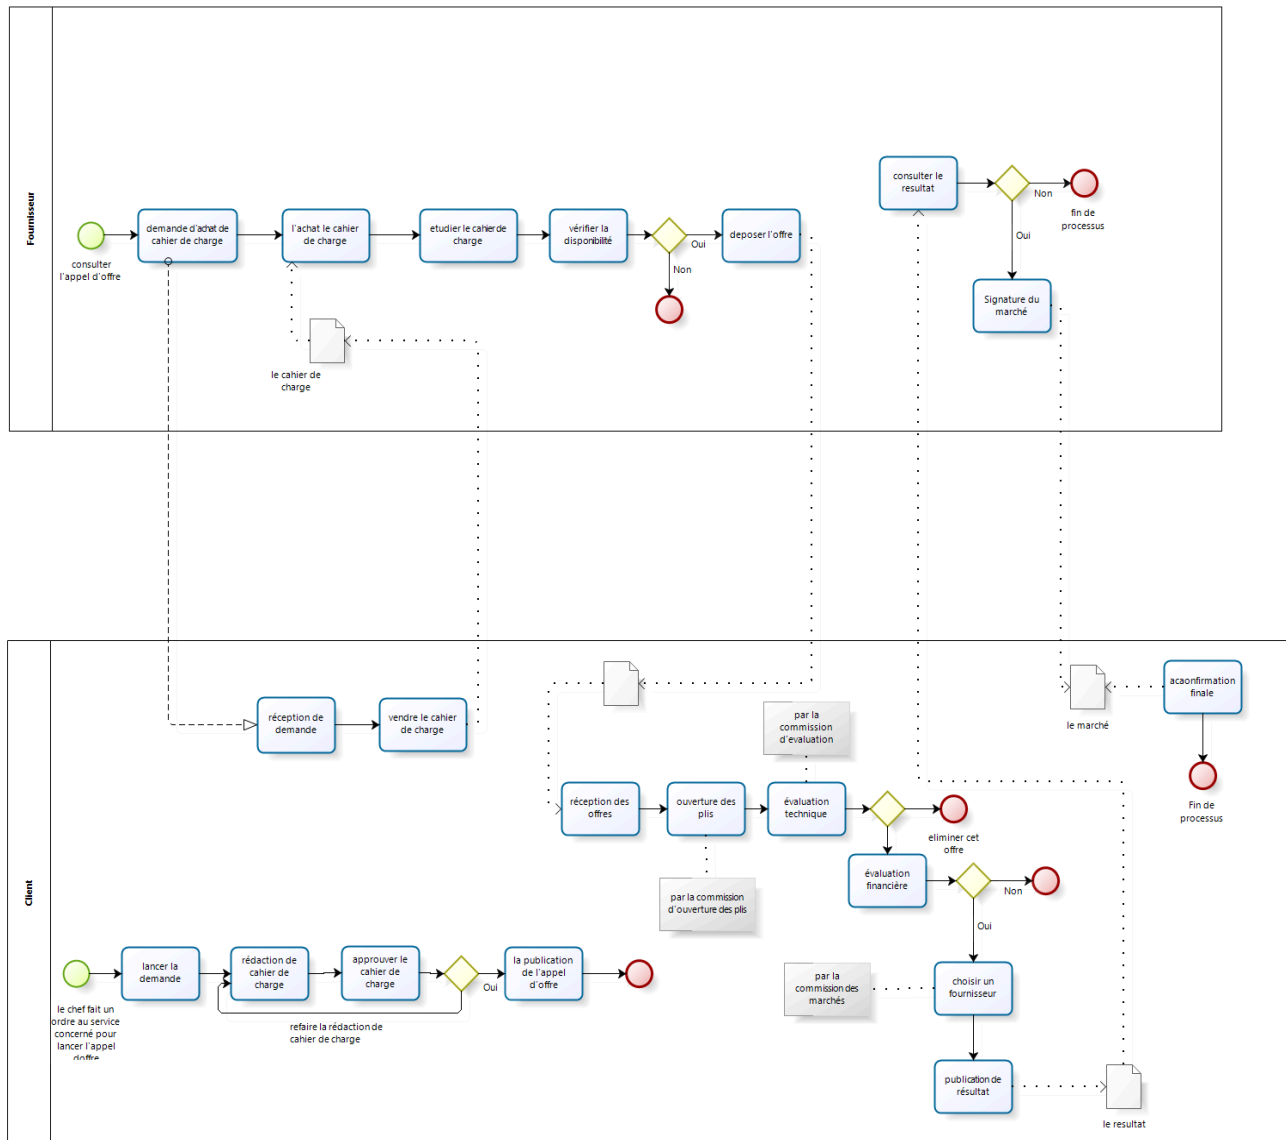 Fournisseur
consulter
l'appel d'offre
demande d'achat de
cahier de charge
l'achat le cahier
de charge
etudier le cahier de
charge
vérifier la
disponibilité
Oui
Non
deposer l'offre
le cahier de
charge
consulter le
resultat
Non
fin de
processus
Oui
Signature du
marché
Client
réception de
demande
vendre le cahier
de charge
par la
commission
d'evaluation
le marché
acaonfirmation
finale
Fin de
processus
réception des
offres
ouverture des
plis
évaluation
technique
eliminer cet
offre
par la commission
d'ouverture des plis
évaluation
financière
Non
Oui
le chef fait un
ordre au service
concerné pour
lancer l'appel
doffre
lancer la
demande
rédaction de
cahier de
charge
approuver le
cahier de
charge
Oui
la publication
de l'appel
d'offre
refaire la rédaction de
cahier de charge
par la
commission des
marchés
choisir un
fournisseur
publication de
résultat
le resultat